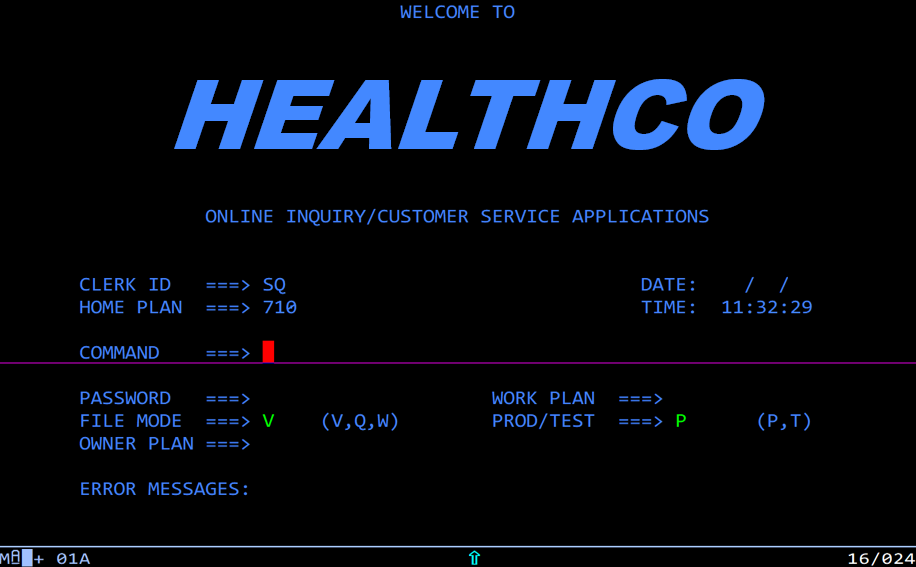 WELCOME TO
HEALTHCO
ONLINE INQUIRY/CUSTOMER SERVICE APPLICATIONS
CLERK ID ===> SQ DATE: / /
HOME PLAN ===> 710 TIME: 11:32:29
COMMAND ===>
PASSWORD ===> WORK PLAN ===>
FILE MODE ===> V (V,Q,W) PROD/TEST ===> P (P,T)
OWNER PLAN ===>
ERROR MESSAGES:
M + 01A 16/024